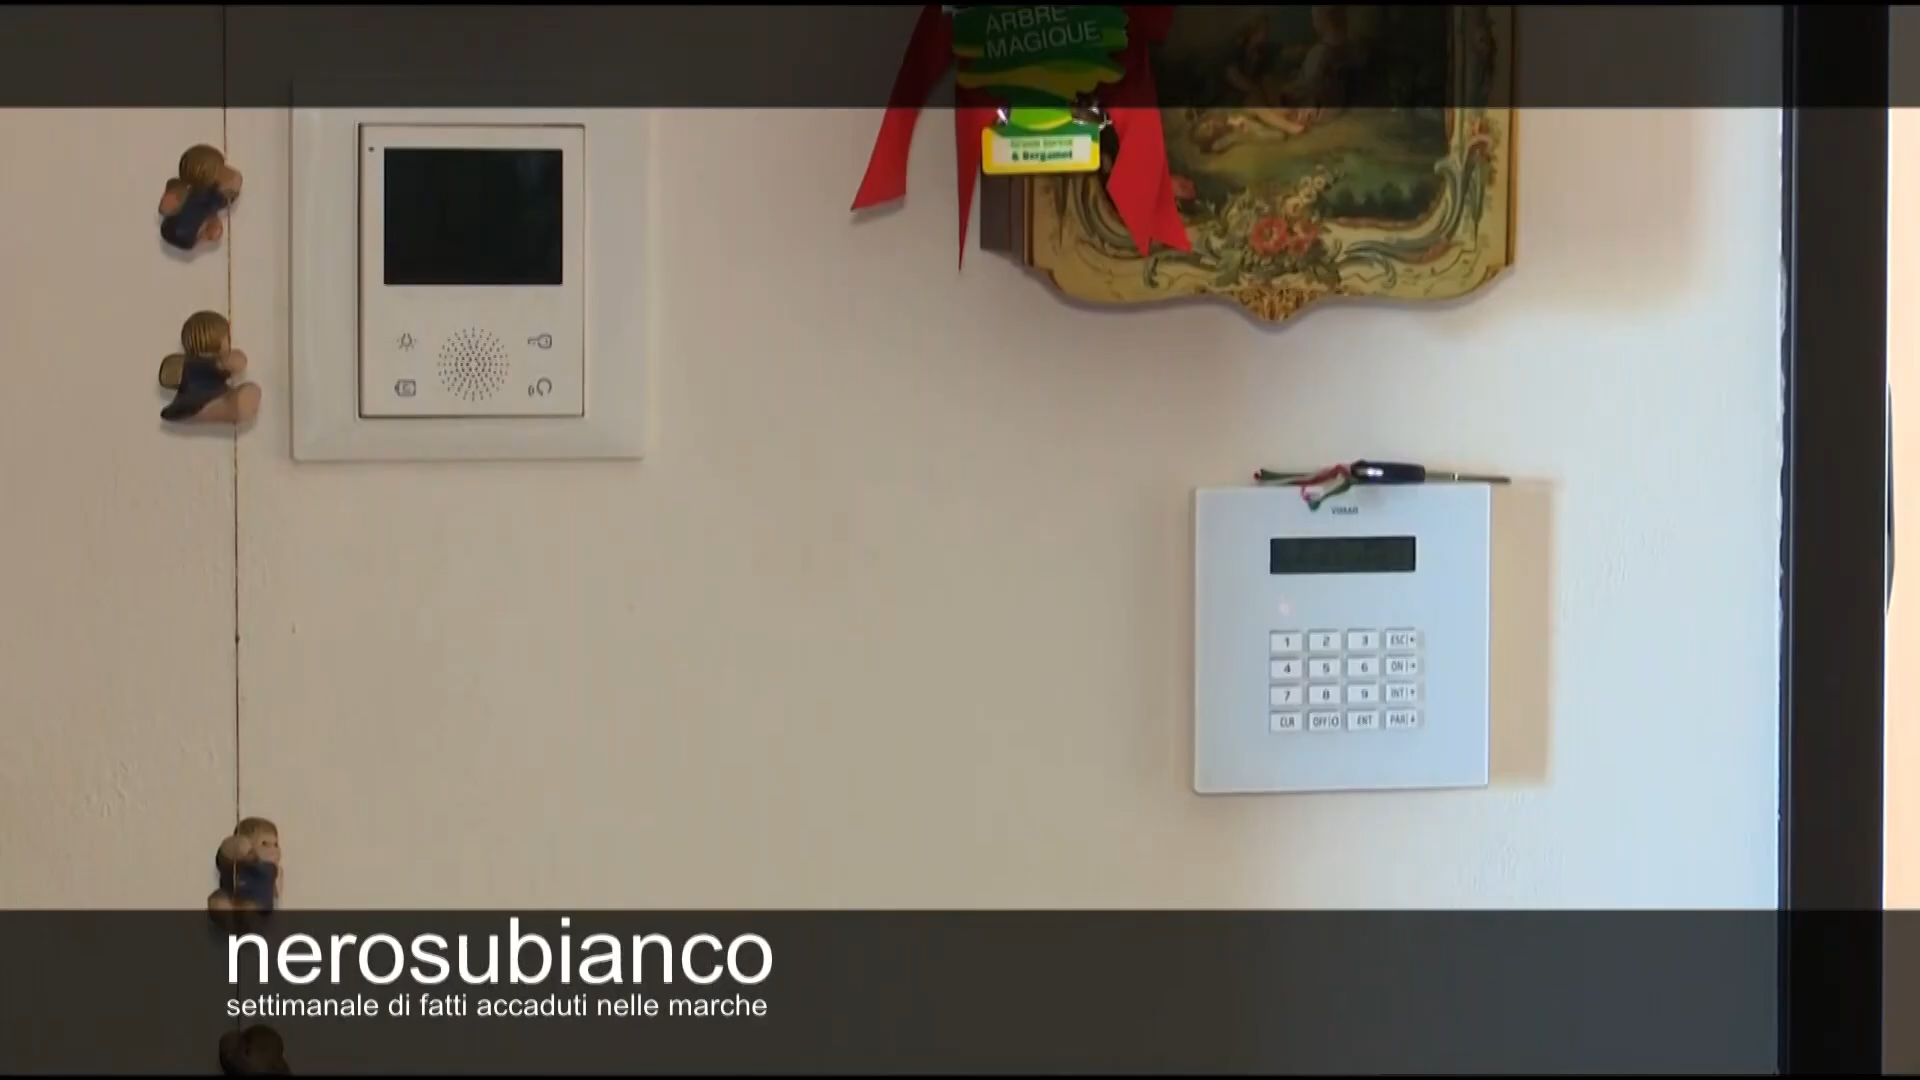 ARBRE
MAGIQUE
& Bergamot
VIMAR
1 2 3 ESC
4 5 6 ON
7 8 9 INT
CLR OFF ENT PAR
nerosubianco
settimanale di fatti accaduti nelle marche